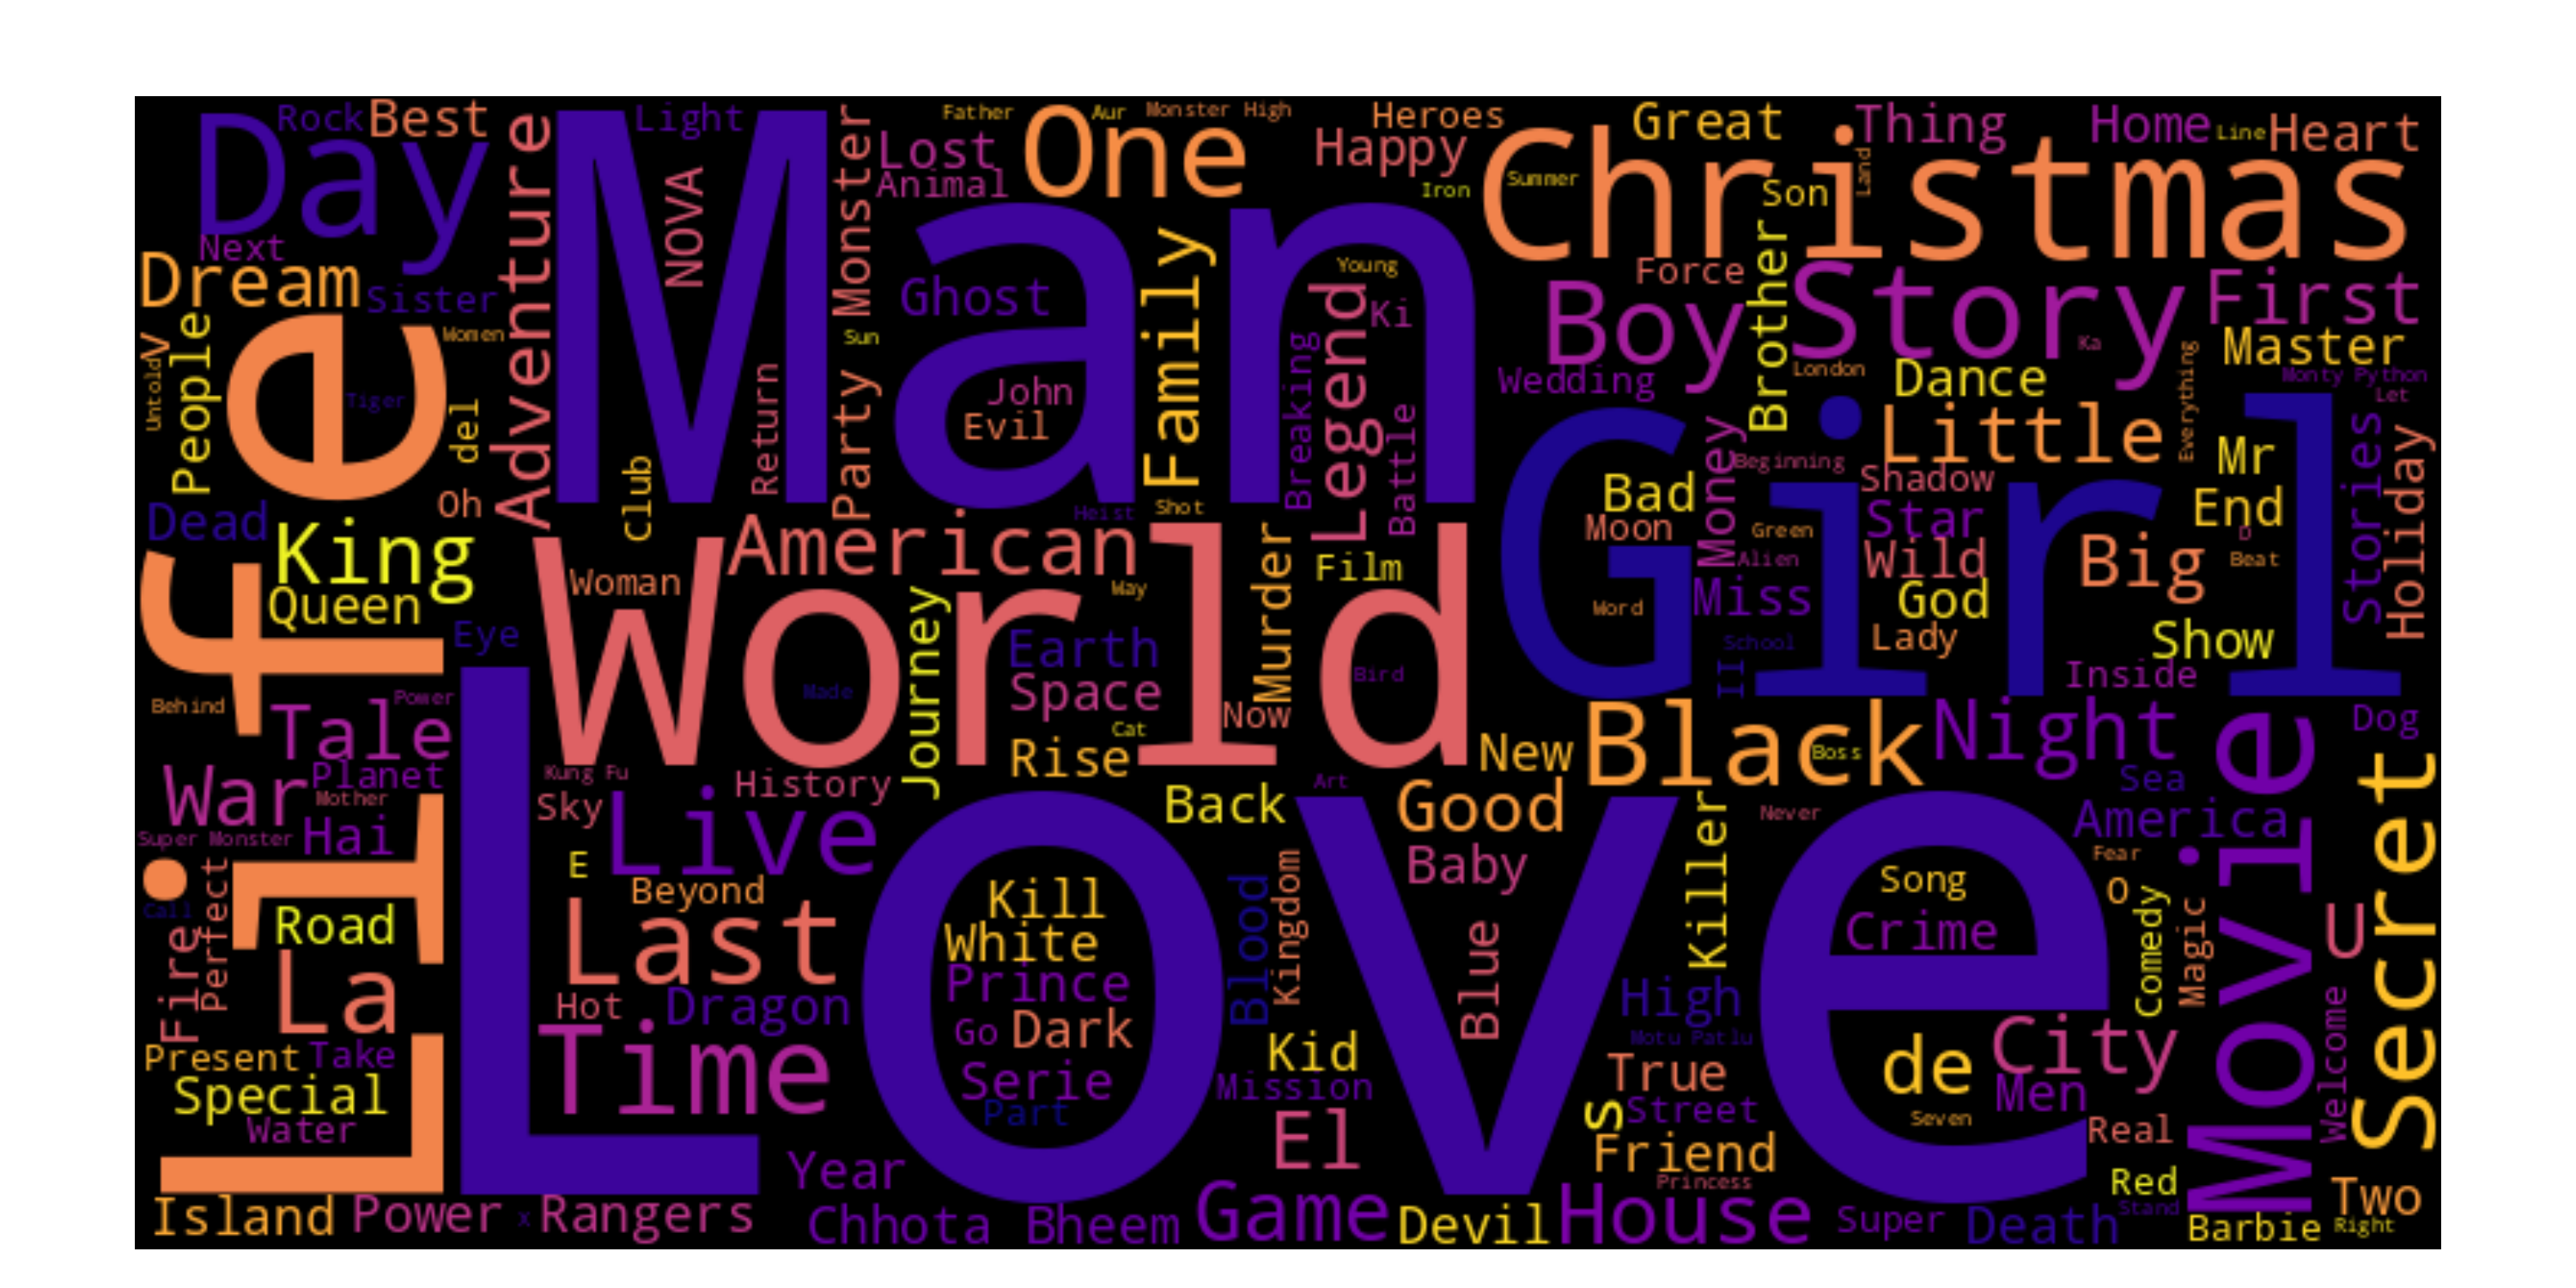 Rock
Best
Light
Father
Aur
Monster High
Heroes
Great
Thing
Home
Line
Heart
Day
Adventure
Man
NOVA
Monster
Lost
Animal
One
Happy
Iron
Christmas
Summer
Son
Land
Next
Dream
Sister
Women
Ghost
Family
Young
Ki
Legend
Force
Boy
Brother
Story
First
Untold
V
People
Tiger
del
Sun
John
Evil
Breaking
Battle
Wedding
London
Dance
Ka
Everything
Master
Monty Python
Let
Return
Party
Club
Oh
Dead
King
Queen
Eye
Life
American
Heist
Shot
Woman
World
Way
Murder
Film
Girl
Bad
Money
Moon
Beginning
Shadow
Little
Mr
End
D
Stories
Holiday
Green
Star
Alien
Wild
Big
Beat
Word
Miss
God
School
II
Lady
Show
Inside
Behind
Power
Tale
Made
Journey
Earth
Space
Cat
Now
Bird
Rise
New
Black
Boss
Night
Movie
Dog
War
Planet
Mother
Kung Fu
History
Sky
Live
Back
Art
Good
Never
Sea
America
Secret
Super Monster
Hai
E
Beyond
Love
Baby
Killer
Fear
Call
Fire
Perfect
Road
La
Last
Kill
White
Prince
Blood
Kingdom
Blue
Song
Crime
O
Comedy
Magic
U
Hot
Dragon
Go
Dark
High
Motu Patlu
Present
Take
Time
Serie
Part
Kid
Mission
True
de
City
Men
Welcome
Special
Water
El
S
Street
Seven
Real
Year
Friend
Princess
Red
Stand
Two
Island
Power
x
Rangers
Chhota Bheem
Game
Devil
House
Super
Death
Barbie
Right